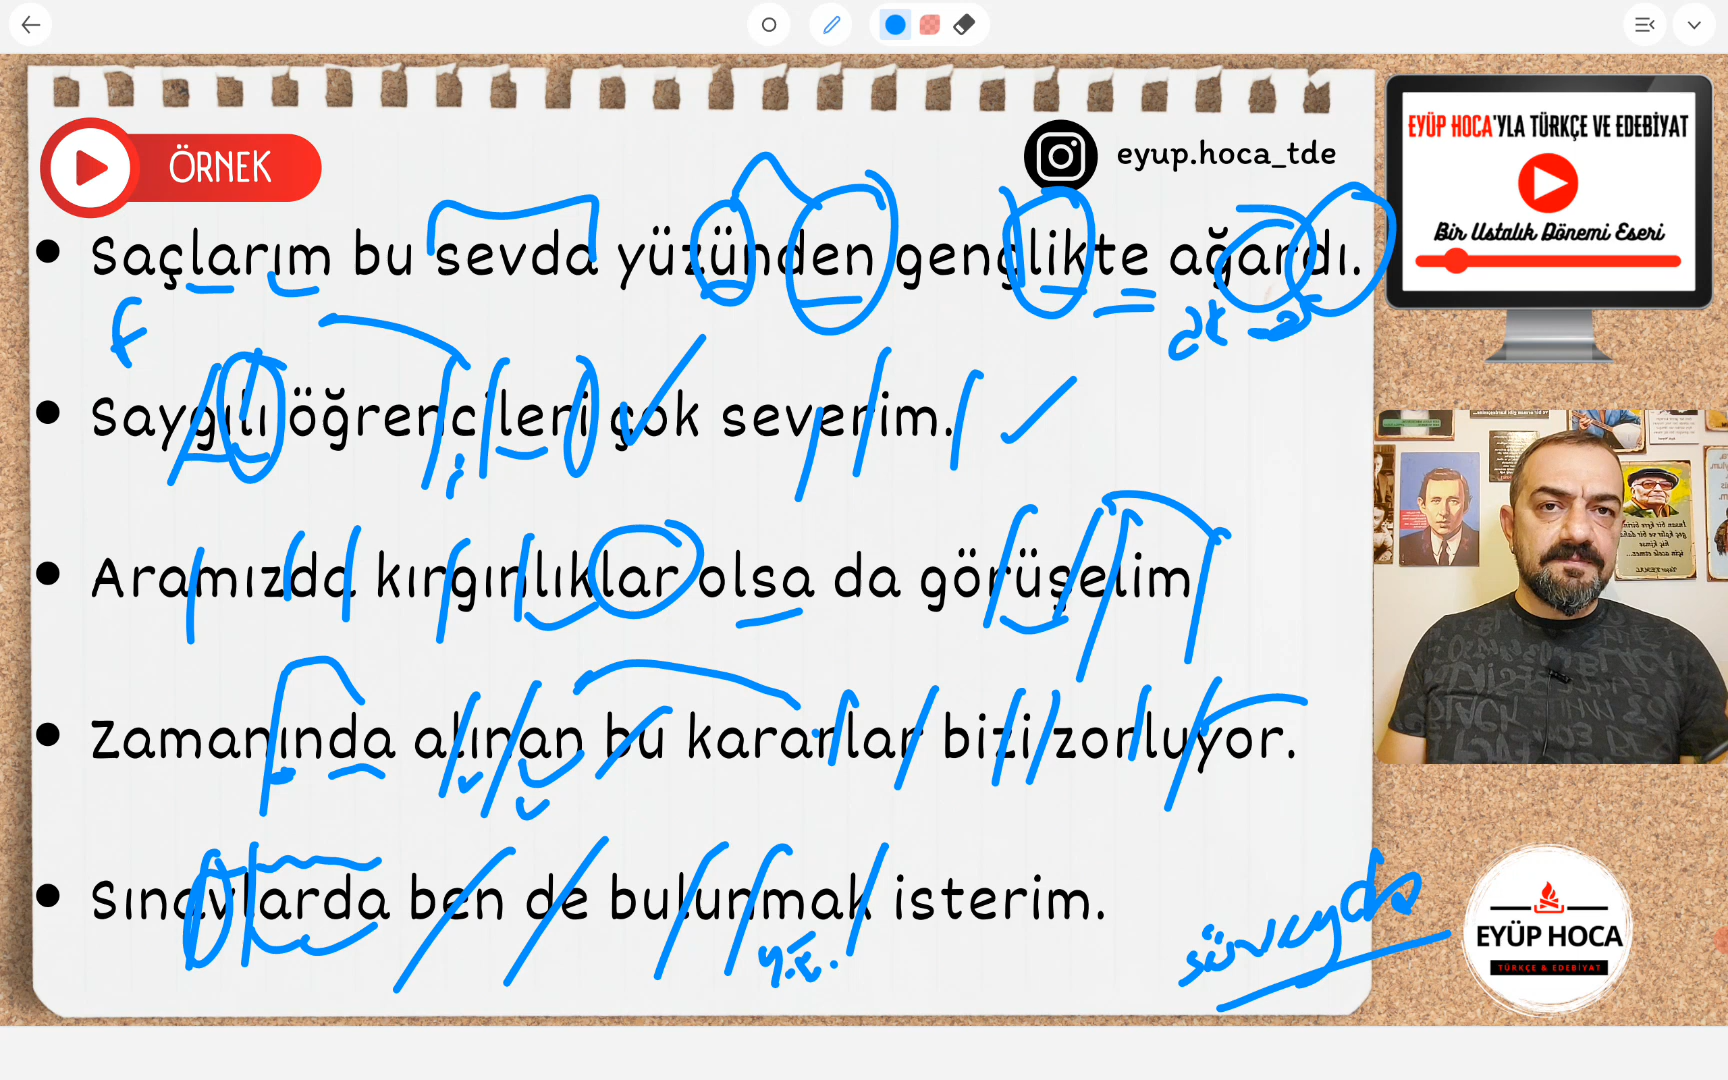 ÖRNEK
eyup.hoca_tde
EYÜP HOCA'YLA TÜRKÇE VE EDEBİYAT
Bir Ustalık Dönemi Eseri
• Saçlarım bu sevda yüzünden gençlikte ağardı.
• Saygılı öğrencileri çok severim.
• Aramızda kırgınlıklar olsa da görüşelim
• Zamanında alınan bu kararlar bizi zorluyor.
• Sınavlarda ben de bulunmak isterim.
y.e.
süveyda
EYÜP HOCA
TÜRKÇE & EDEBİYAT